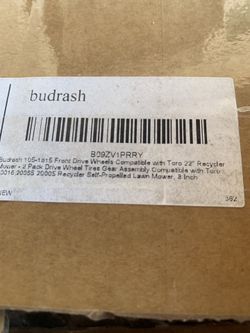 budrash
B09ZV1PRRY
Budrash 105-1815 Front Drive Wheels Compatible with Toro 22" Recycler
Mower - 2 Pack Drive Wheel Tires Gear Assembly Compatible with Toro
20016 20055 20005 Recycler Self-Propelled Lawn Mower, 8 Inch
NEW